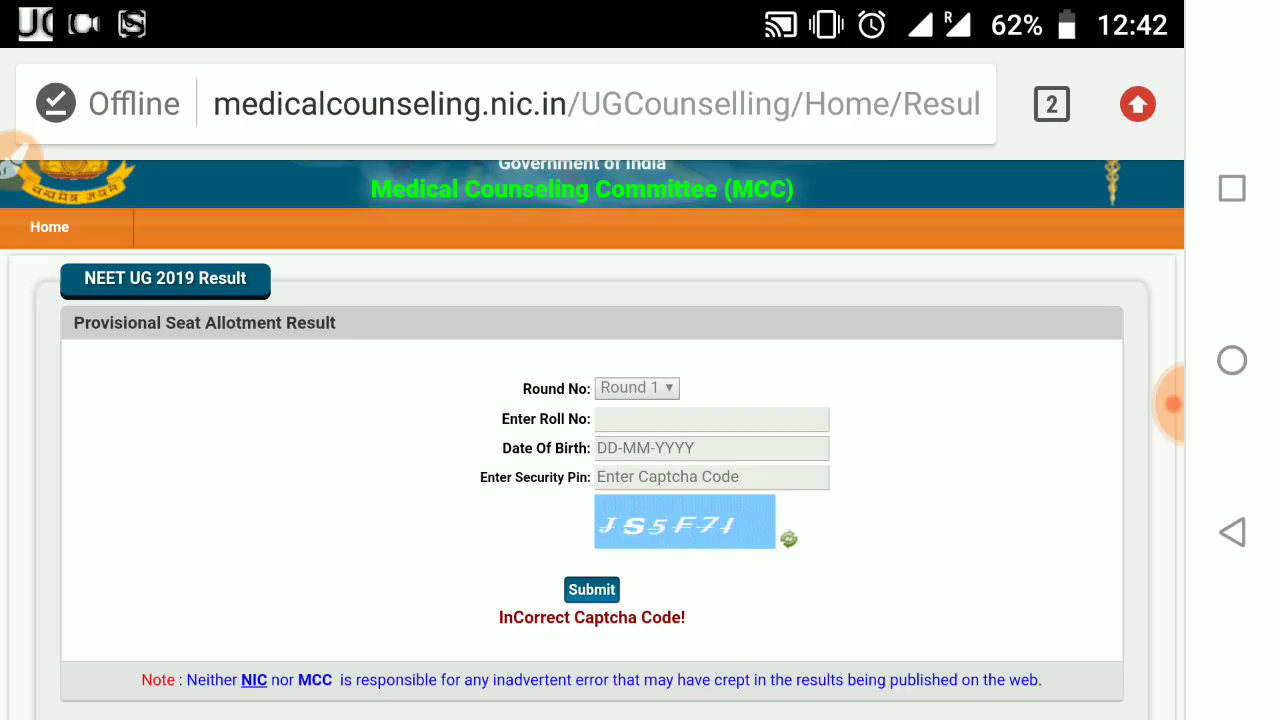 R 62% 12:42
Offline medicalcounseling.nic.in/UGCounselling/Home/Resul
2
Government of India
Medical Counseling Committee (MCC)
Home
NEET UG 2019 Result
Provisional Seat Allotment Result
Round No: Round 1
Enter Roll No:
Date Of Birth: DD-MM-YYYY
Enter Security Pin: Enter Captcha Code
Submit
InCorrect Captcha Code!
Note : Neither NIC nor MCC is responsible for any inadvertent error that may have crept in the results being published on the web.